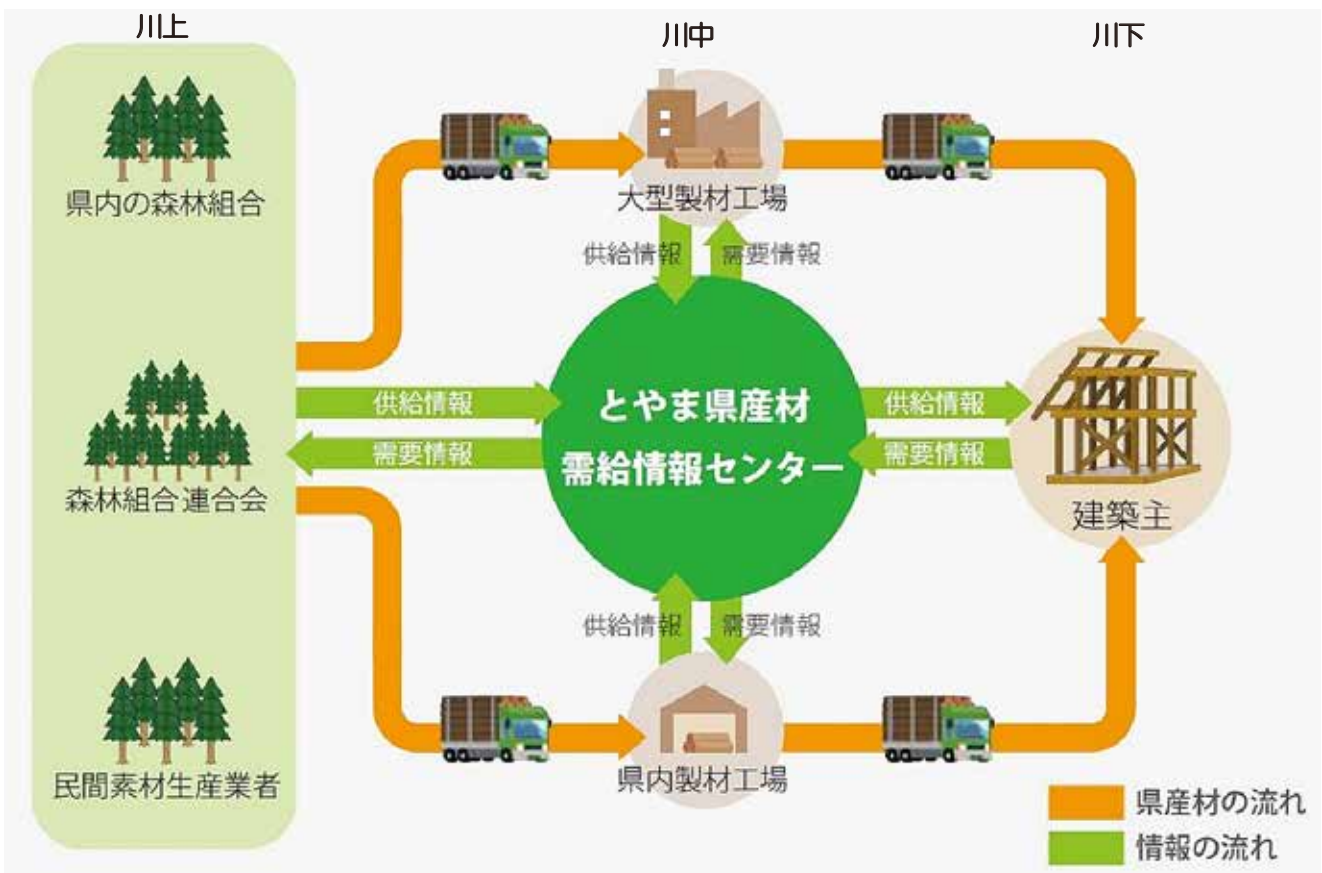 川上
川中
川下
県内の森林組合
森林組合連合会
民間素材生産業者
大型製材工場
供給情報
需要情報
供給情報
需要情報
とやま県産材
需給情報センター
供給情報
需要情報
建築主
供給情報
需要情報
県内製材工場
県産材の流れ
情報の流れ